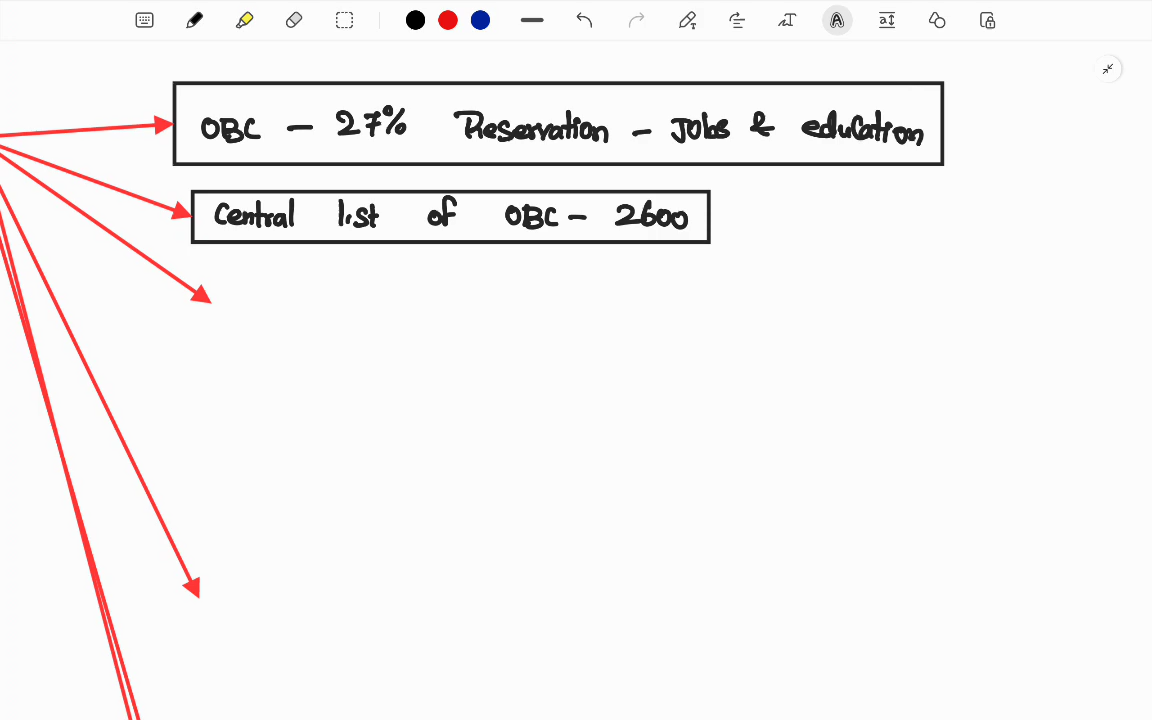 OBC - 27% Reservation - Jobs & education
Central list of OBC - 2600